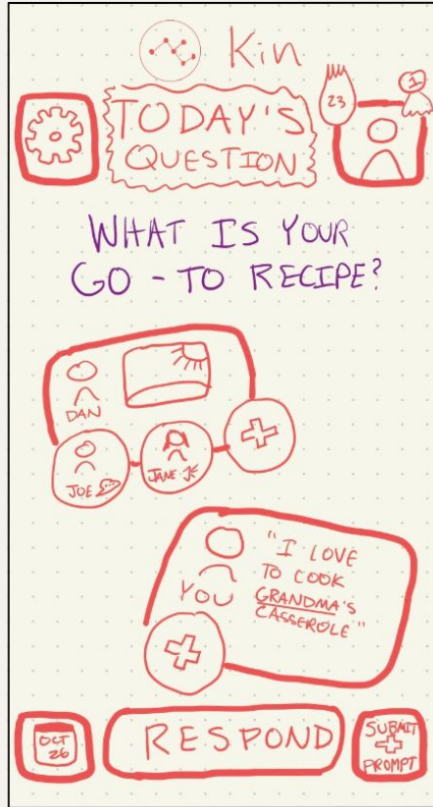 Kin
23
1
TODAY'S
QUESTION
WHAT IS YOUR
GO-TO RECIPE?
DAN
JOE
JANE
"I LOVE
TO COOK
YOU
GRANDMA'S
CASSEROLE"
OCT
26
RESPOND
SUBMIT
PROMPT